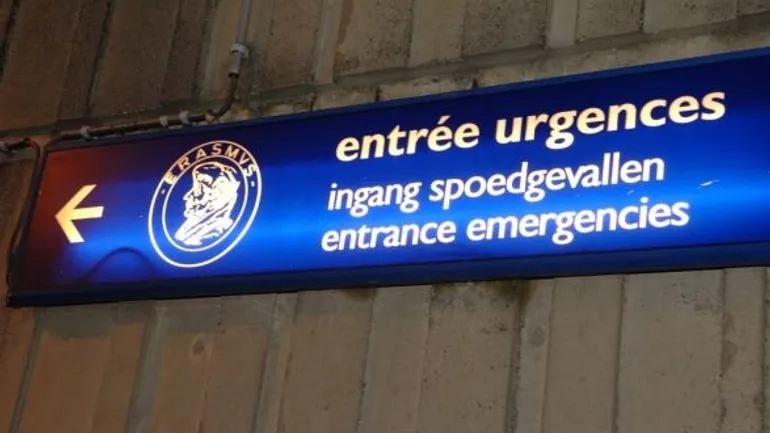 ERASMVS
entrée urgences
ingang spoedgevallen
entrance emergencies